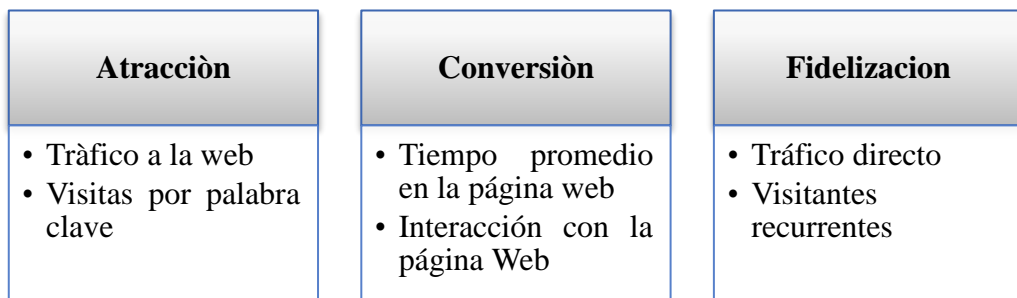 Atracciòn
• Tràfico a la web
• Visitas por palabra
clave
Conversiòn
• Tiempo promedio
en la página web
• Interacción con la
página Web
Fidelizacion
• Tráfico directo
• Visitantes
recurrentes